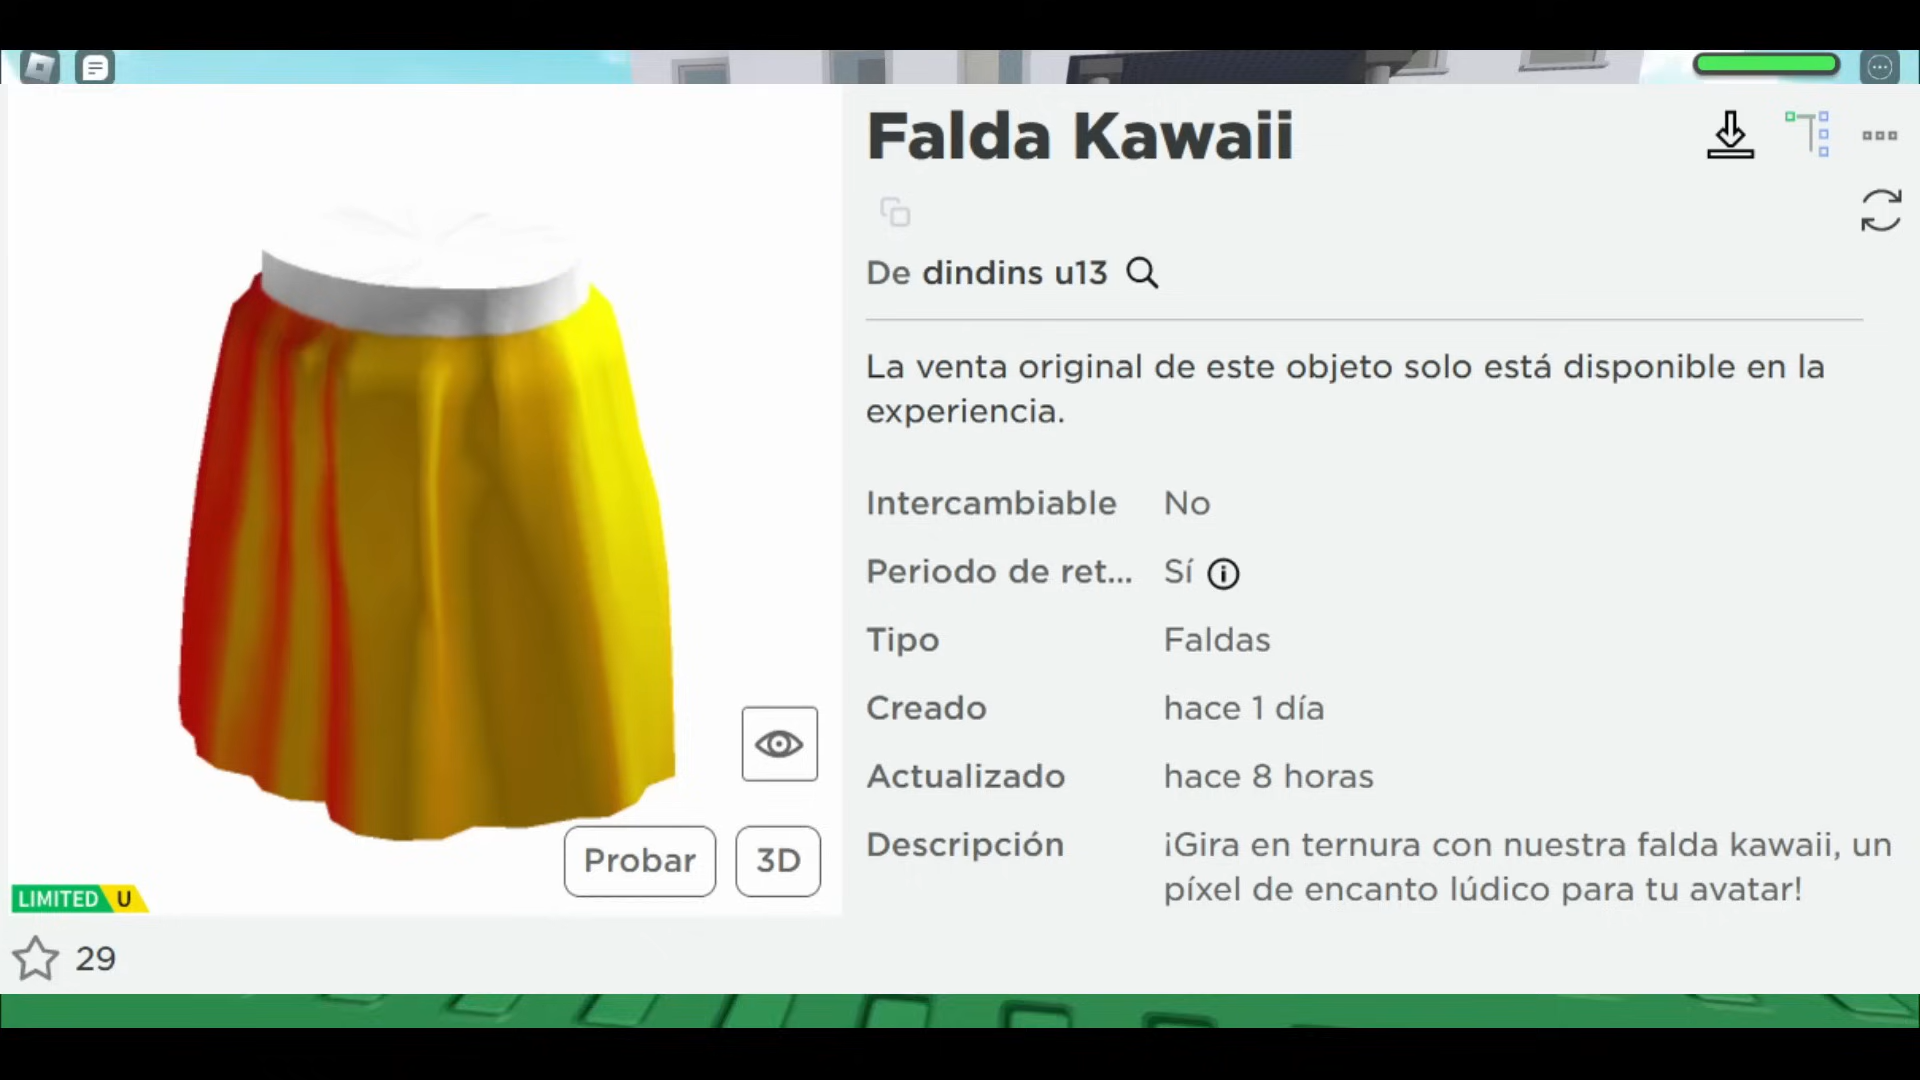 Falda Kawaii
De dindins u13
La venta original de este objeto solo está disponible en la
experiencia.
Intercambiable No
Periodo de ret... Sí
Tipo Faldas
Creado hace 1 día
Actualizado hace 8 horas
Descripción ¡Gira en ternura con nuestra falda kawaii, un
píxel de encanto lúdico para tu avatar!
Probar 3D
LIMITED U
29